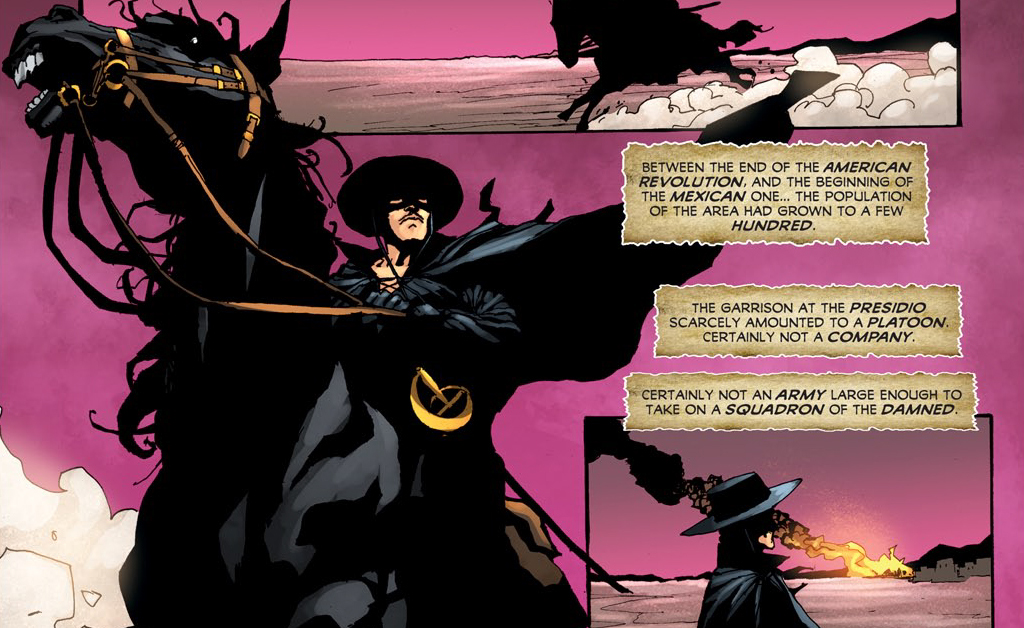 BETWEEN THE END OF THE AMERICAN
REVOLUTION, AND THE BEGINNING OF
THE MEXICAN ONE... THE POPULATION
OF THE AREA HAD GROWN TO A FEW
HUNDRED.
THE GARRISON AT THE PRESIDIO
SCARCELY AMOUNTED TO A PLATOON.
CERTAINLY NOT A COMPANY.
CERTAINLY NOT AN ARMY LARGE ENOUGH TO
TAKE ON A SQUADRON OF THE DAMNED.